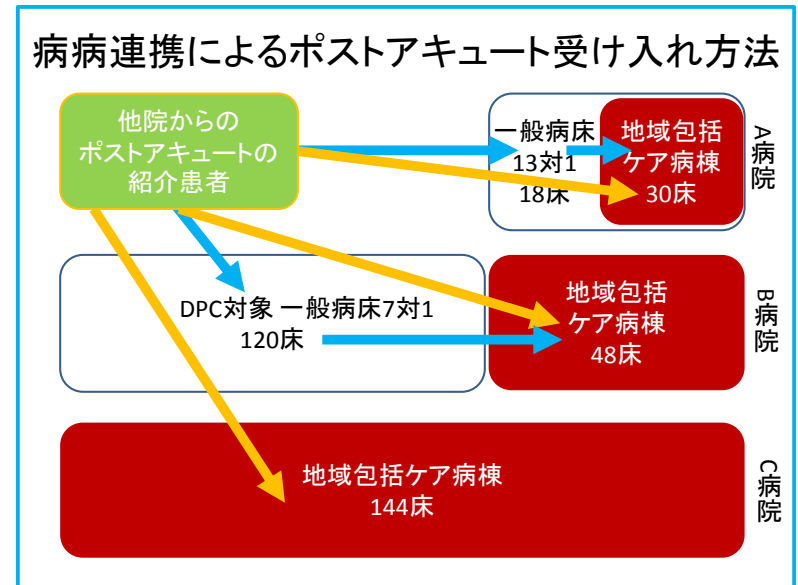 病病連携によるポストアキュート受け入れ方法
他院からの
ポストアキュートの
紹介患者
一般病床
13対1
18床
地域包括
ケア病棟
30床
A病院
DPC対象 一般病床7対1
120床
地域包括
ケア病棟
48床
B病院
地域包括ケア病棟
144床
C病院